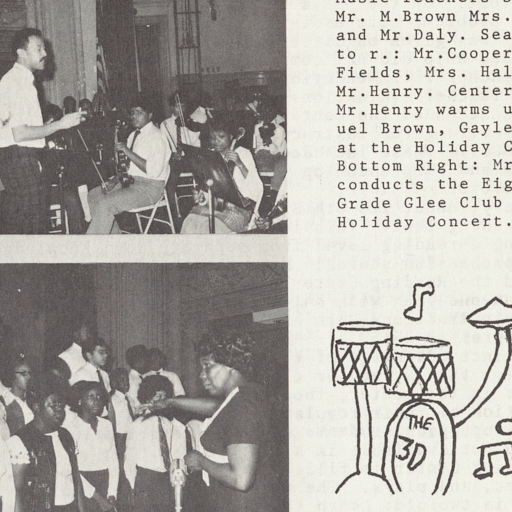 Music Teachers s
Mr. M.Brown Mrs.
and Mr.Daly. Sea
to r.: Mr.Cooper
Fields, Mrs. Hal
Mr.Henry. Center
Mr.Henry warms u
uel Brown, Gayle
at the Holiday C
Bottom Right: Mr
conducts the Eig
Grade Glee Club
Holiday Concert.
THE
3D